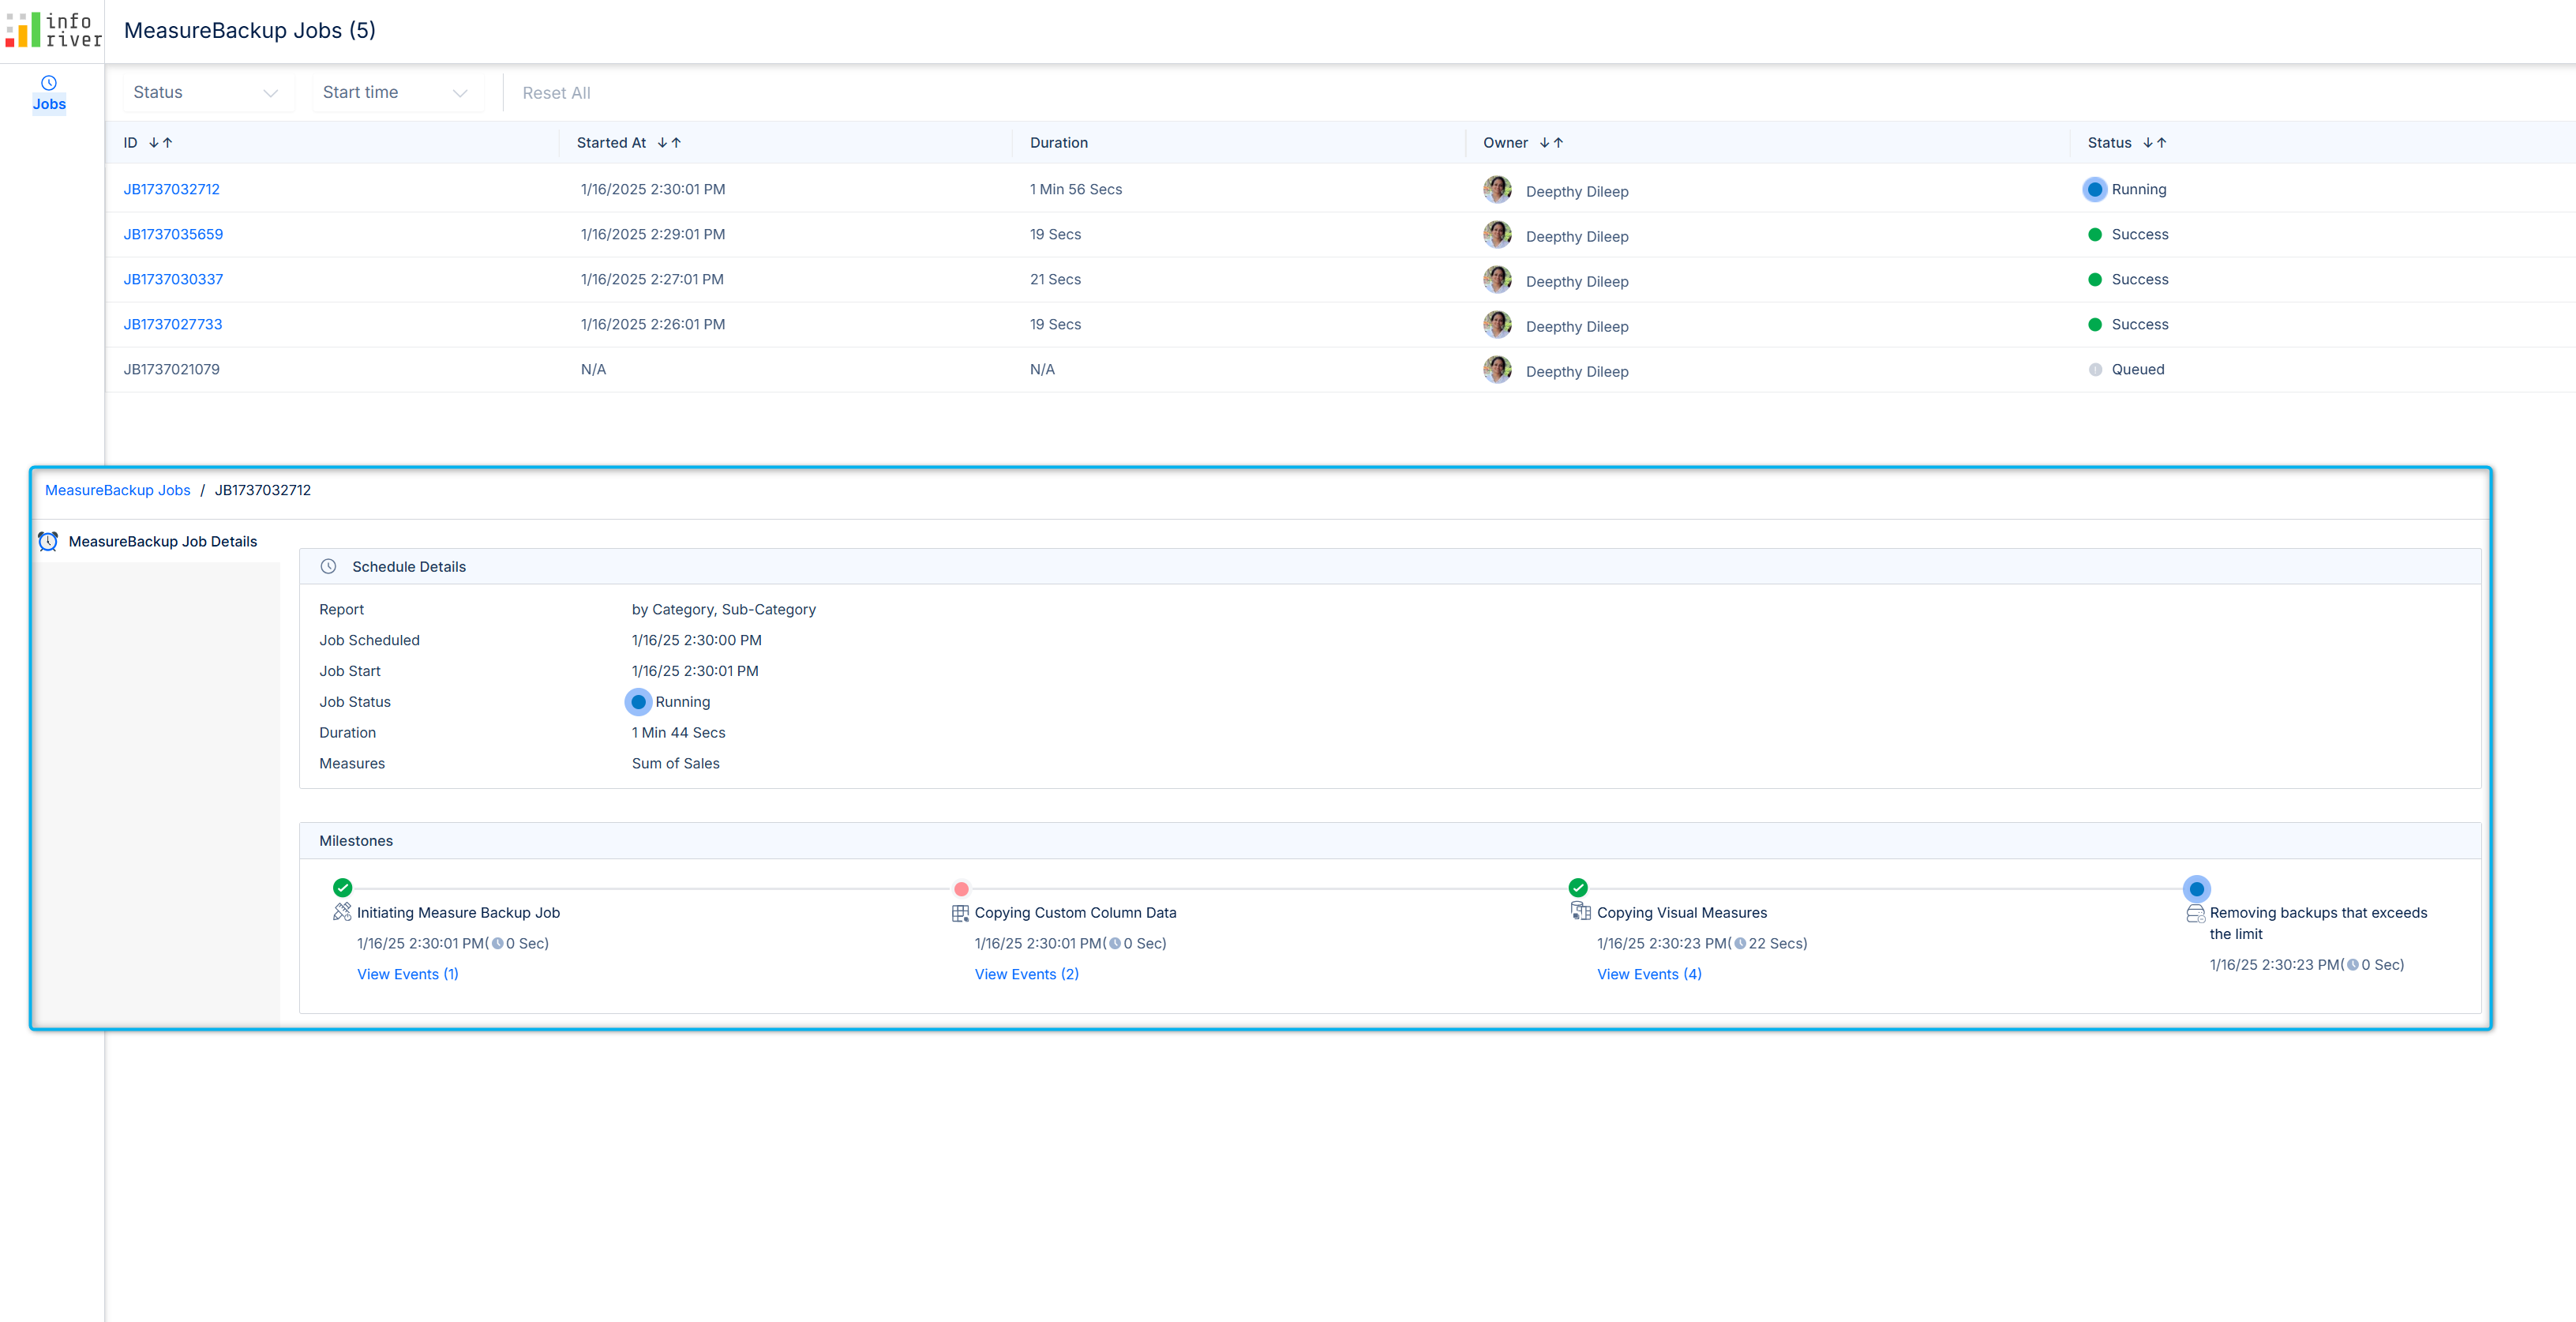 info
river
MeasureBackup Jobs (5)
Jobs
Status Start time Reset All
ID Started At Duration Owner Status
JB1737032712 1/16/2025 2:30:01 PM 1 Min 56 Secs Deepthy Dileep Running
JB1737035659 1/16/2025 2:29:01 PM 19 Secs Deepthy Dileep Success
JB1737030337 1/16/2025 2:27:01 PM 21 Secs Deepthy Dileep Success
JB1737027733 1/16/2025 2:26:01 PM 19 Secs Deepthy Dileep Success
JB1737021079 N/A N/A Deepthy Dileep Queued
MeasureBackup Jobs / JB1737032712
MeasureBackup Job Details
Schedule Details
Report by Category, Sub-Category
Job Scheduled 1/16/25 2:30:00 PM
Job Start 1/16/25 2:30:01 PM
Job Status Running
Duration 1 Min 44 Secs
Measures Sum of Sales
Milestones
Initiating Measure Backup Job
1/16/25 2:30:01 PM( 0 Sec)
View Events (1)
Copying Custom Column Data
1/16/25 2:30:01 PM( 0 Sec)
View Events (2)
Copying Visual Measures
1/16/25 2:30:23 PM( 22 Secs)
View Events (4)
Removing backups that exceeds
the limit
1/16/25 2:30:23 PM( 0 Sec)